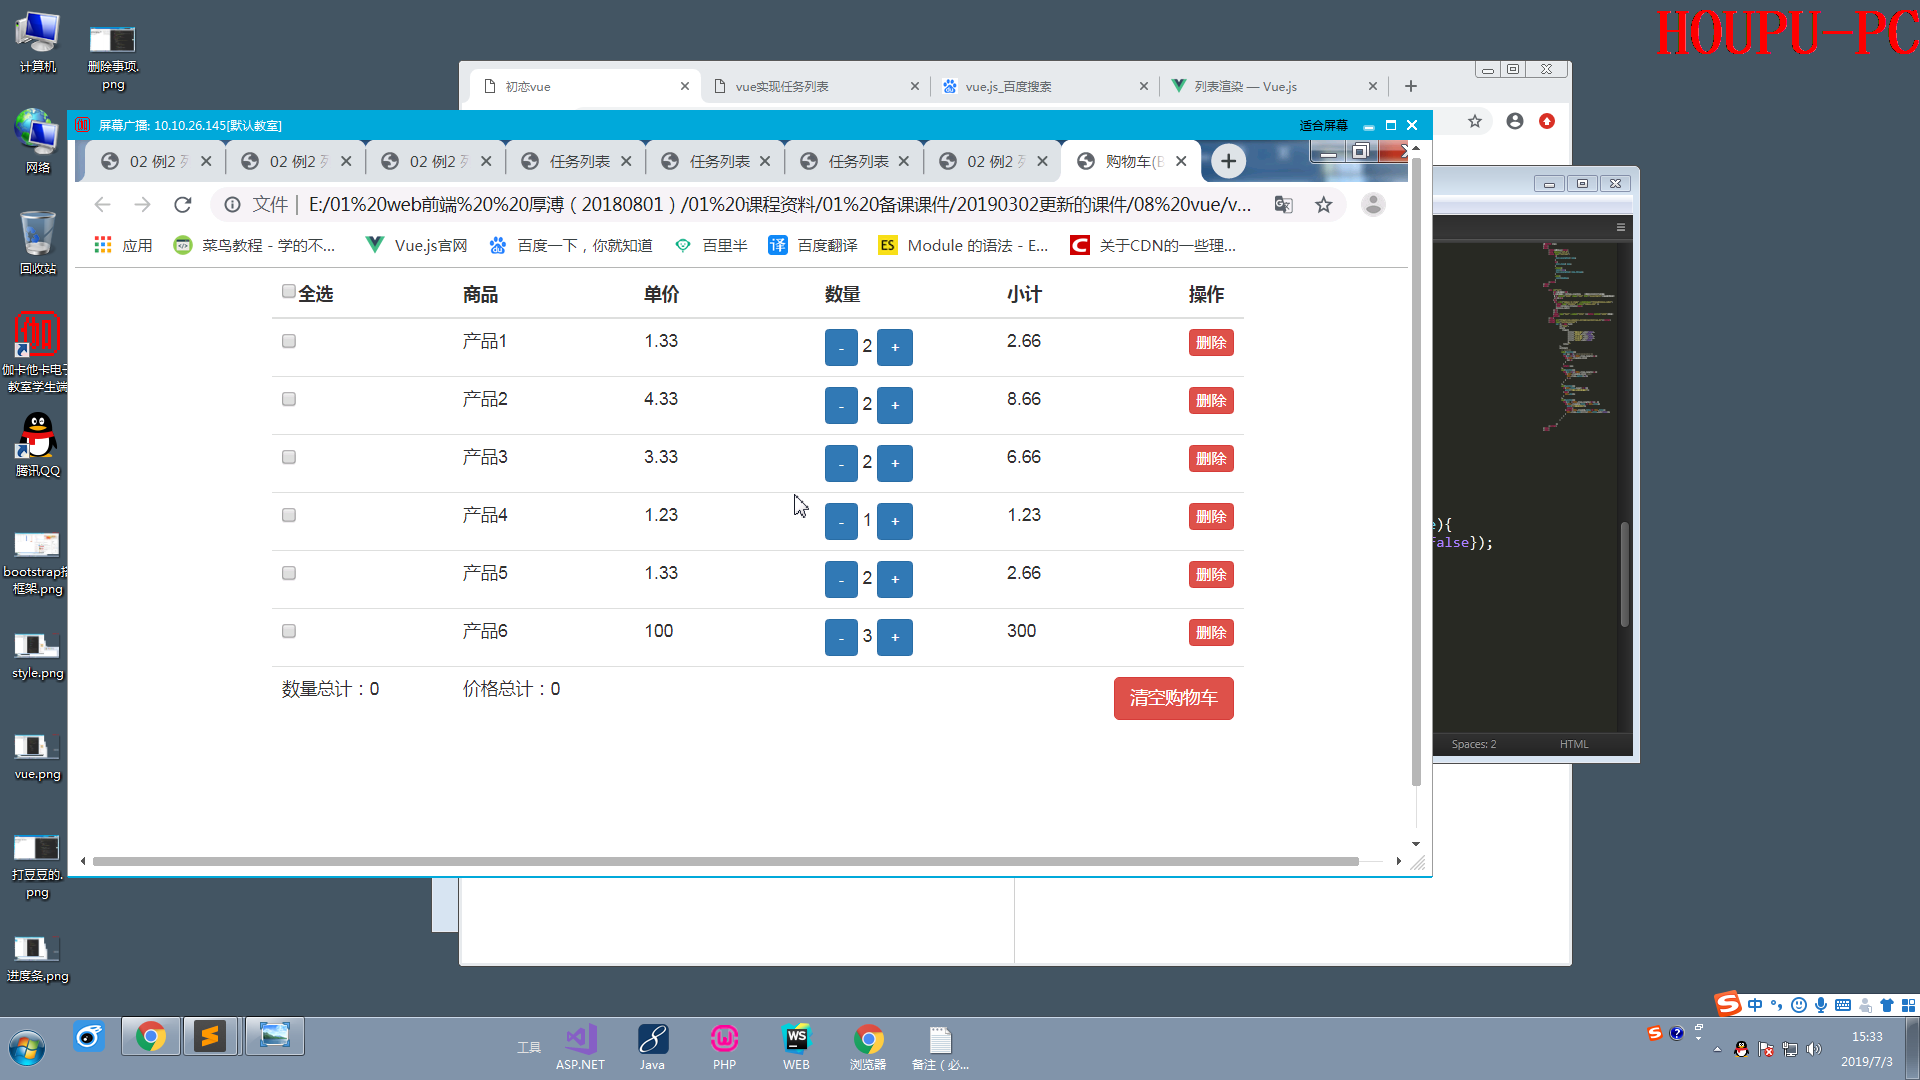 HOUPU-PC
计算机
删除事项.
png
网络
回收站
伽卡他卡电子
教室学生端
腾讯QQ
bootstrap搭
框架.png
style.png
vue.png
打豆豆的.
png
进度条.png
初恋vue
vue实现任务列表
vue.js_百度搜索
列表渲染 — Vue.js
屏幕广播: 10.10.26.145[默认教室]
适合屏幕
02 例2
02 例2
02 例2
任务列表
任务列表
任务列表
02 例2
购物车(
文件
E:/01%20web前端%20%20厚溥（20180801）/01%20课程资料/01%20备课课件/20190302更新的课件/08%20vue/v...
应用
菜鸟教程 - 学的不...
Vue.js官网
百度一下，你就知道
百里半
译 百度翻译
ES Module 的语法 - E...
C 关于CDN的一些理...
全选 商品 单价 数量 小计 操作
产品1 1.33 - 2 + 2.66 删除
产品2 4.33 - 2 + 8.66 删除
产品3 3.33 - 2 + 6.66 删除
产品4 1.23 - 1 + 1.23 删除
产品5 1.33 - 2 + 2.66 删除
产品6 100 - 3 + 300 删除
数量总计：0 价格总计：0 清空购物车
){
alse});
Spaces: 2 HTML
中
工具
ASP.NET
Java
PHP
WS
WEB
浏览器
备注（必...
15:33
2019/7/3